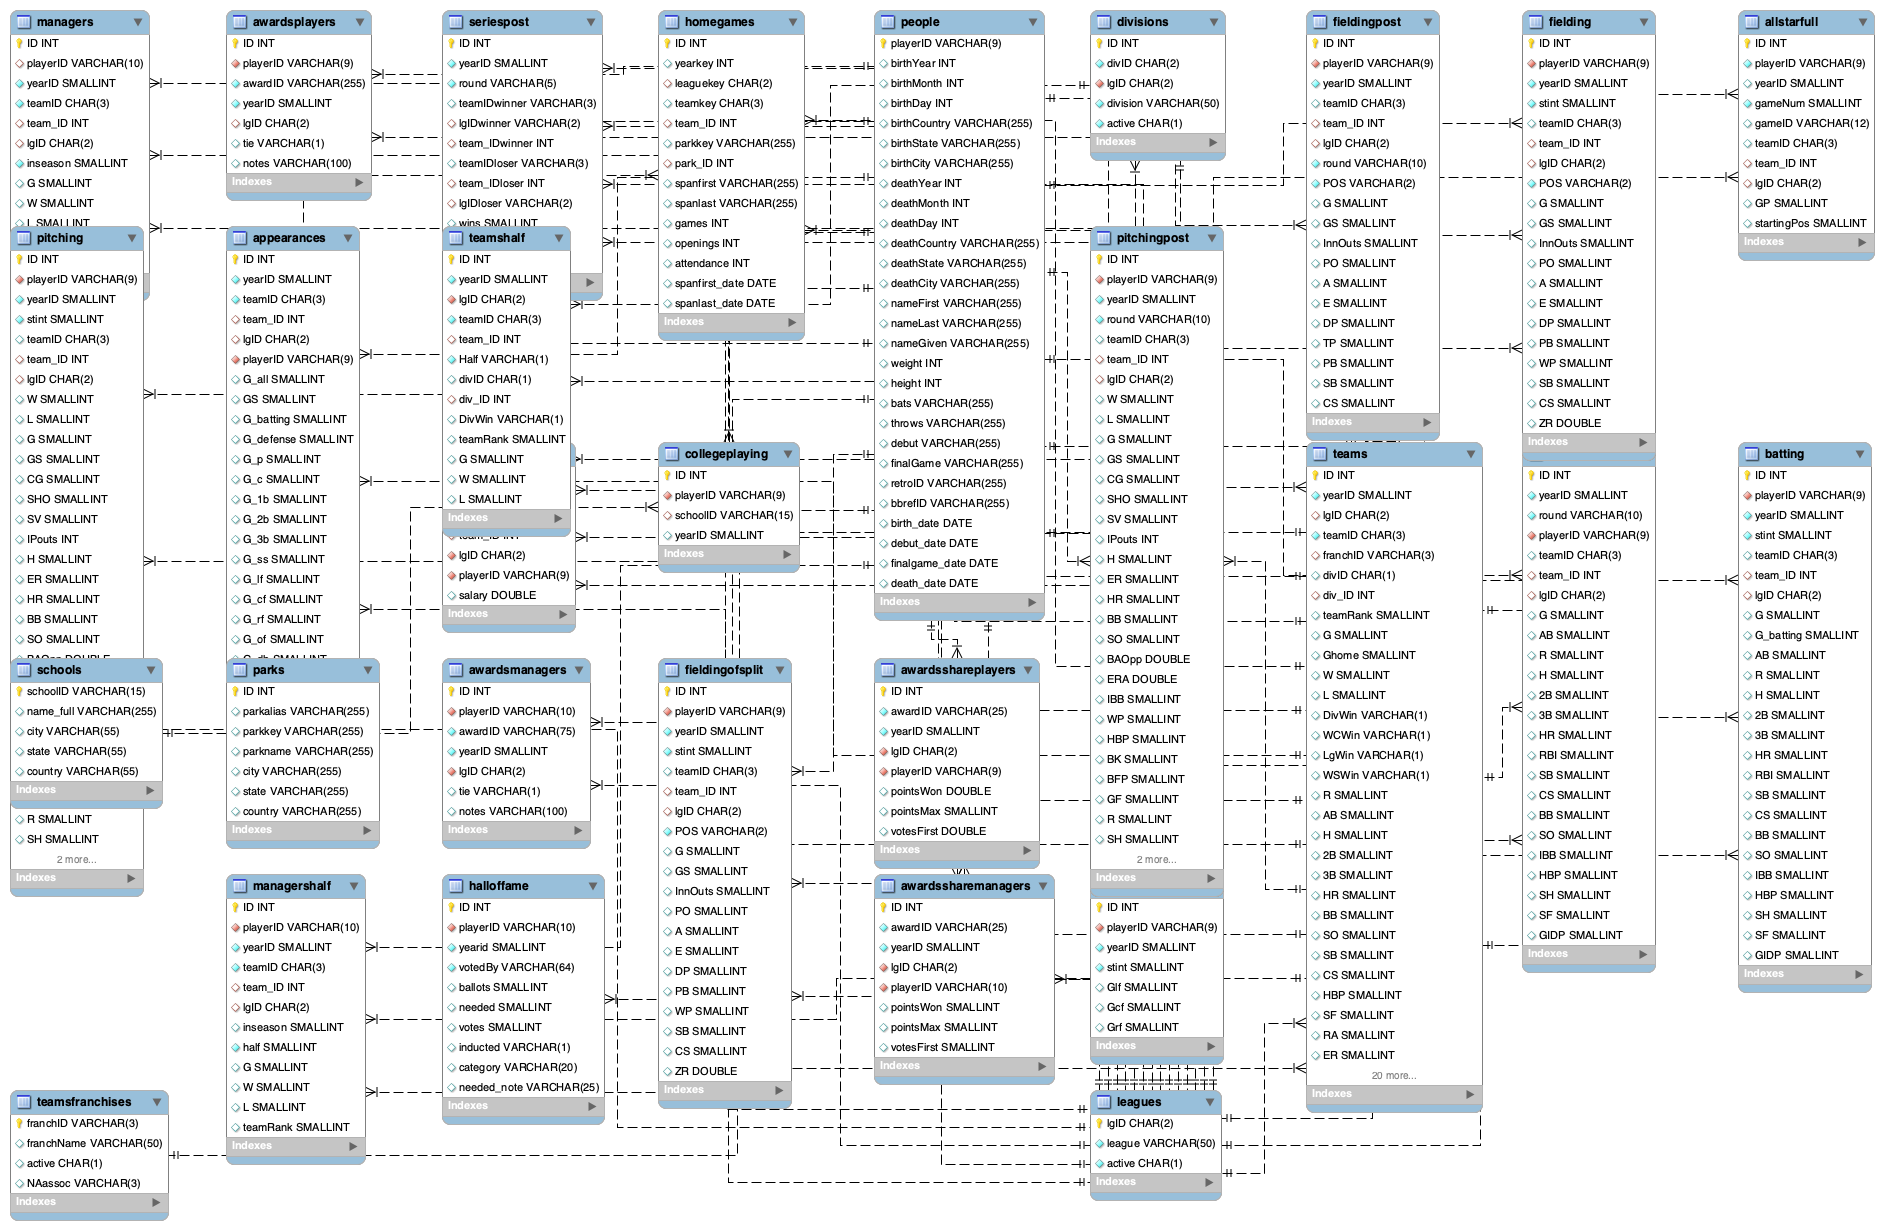 managers
ID INT
playerID VARCHAR(10)
yearID SMALLINT
teamID CHAR(3)
team_ID INT
lgID CHAR(2)
inseason SMALLINT
G SMALLINT
W SMALLINT
L SMALLINT
pitching
ID INT
playerID VARCHAR(9)
yearID SMALLINT
stint SMALLINT
teamID CHAR(3)
team_ID INT
lgID CHAR(2)
W SMALLINT
L SMALLINT
G SMALLINT
GS SMALLINT
CG SMALLINT
SHO SMALLINT
SV SMALLINT
IPouts INT
H SMALLINT
ER SMALLINT
HR SMALLINT
BB SMALLINT
SO SMALLINT
BAOpp DOUBLE
schools
schoolID VARCHAR(15)
name_full VARCHAR(255)
city VARCHAR(55)
state VARCHAR(55)
country VARCHAR(55)
Indexes
R SMALLINT
SH SMALLINT
2 more...
Indexes
teamsfranchises
franchID VARCHAR(3)
franchName VARCHAR(50)
active CHAR(1)
NAassoc VARCHAR(3)
Indexes
awardsplayers
ID INT
playerID VARCHAR(9)
awardID VARCHAR(255)
yearID SMALLINT
lgID CHAR(2)
tie VARCHAR(1)
notes VARCHAR(100)
Indexes
appearances
ID INT
yearID SMALLINT
teamID CHAR(3)
team_ID INT
lgID CHAR(2)
playerID VARCHAR(9)
G_all SMALLINT
GS SMALLINT
G_batting SMALLINT
G_defense SMALLINT
G_p SMALLINT
G_c SMALLINT
G_1b SMALLINT
G_2b SMALLINT
G_3b SMALLINT
G_ss SMALLINT
G_lf SMALLINT
G_cf SMALLINT
G_rf SMALLINT
G_of SMALLINT
G_dh SMALLINT
parks
ID INT
parkalias VARCHAR(255)
parkkey VARCHAR(255)
parkname VARCHAR(255)
city VARCHAR(255)
state VARCHAR(255)
country VARCHAR(255)
Indexes
managershalf
ID INT
playerID VARCHAR(10)
yearID SMALLINT
teamID CHAR(3)
team_ID INT
lgID CHAR(2)
inseason SMALLINT
half SMALLINT
G SMALLINT
W SMALLINT
L SMALLINT
teamRank SMALLINT
Indexes
seriespost
ID INT
yearID SMALLINT
round VARCHAR(5)
teamIDwinner VARCHAR(3)
lgIDwinner VARCHAR(2)
team_IDwinner INT
teamIDloser VARCHAR(3)
team_IDloser INT
lgIDloser VARCHAR(2)
wins SMALLINT
teamshalf
ID INT
yearID SMALLINT
lgID CHAR(2)
teamID CHAR(3)
team_ID INT
Half VARCHAR(1)
divID CHAR(1)
div_ID INT
DivWin VARCHAR(1)
teamRank SMALLINT
G SMALLINT
W SMALLINT
L SMALLINT
Indexes
team_ID INT
lgID CHAR(2)
playerID VARCHAR(9)
salary DOUBLE
Indexes
awardsmanagers
ID INT
playerID VARCHAR(10)
awardID VARCHAR(75)
yearID SMALLINT
lgID CHAR(2)
tie VARCHAR(1)
notes VARCHAR(100)
Indexes
halloffame
ID INT
playerID VARCHAR(10)
yearid SMALLINT
votedBy VARCHAR(64)
ballots SMALLINT
needed SMALLINT
votes SMALLINT
inducted VARCHAR(1)
category VARCHAR(20)
needed_note VARCHAR(25)
Indexes
homegames
ID INT
yearkey INT
leaguekey CHAR(2)
teamkey CHAR(3)
team_ID INT
parkkey VARCHAR(255)
park_ID INT
spanfirst VARCHAR(255)
spanlast VARCHAR(255)
games INT
openings INT
attendance INT
spanfirst_date DATE
spanlast_date DATE
Indexes
collegeplaying
ID INT
playerID VARCHAR(9)
schoolID VARCHAR(15)
yearID SMALLINT
Indexes
fieldingofsplit
ID INT
playerID VARCHAR(9)
yearID SMALLINT
stint SMALLINT
teamID CHAR(3)
team_ID INT
lgID CHAR(2)
POS VARCHAR(2)
G SMALLINT
GS SMALLINT
InnOuts SMALLINT
PO SMALLINT
A SMALLINT
E SMALLINT
DP SMALLINT
PB SMALLINT
WP SMALLINT
SB SMALLINT
CS SMALLINT
ZR DOUBLE
Indexes
people
playerID VARCHAR(9)
birthYear INT
birthMonth INT
birthDay INT
birthCountry VARCHAR(255)
birthState VARCHAR(255)
birthCity VARCHAR(255)
deathYear INT
deathMonth INT
deathDay INT
deathCountry VARCHAR(255)
deathState VARCHAR(255)
deathCity VARCHAR(255)
nameFirst VARCHAR(255)
nameLast VARCHAR(255)
nameGiven VARCHAR(255)
weight INT
height INT
bats VARCHAR(255)
throws VARCHAR(255)
debut VARCHAR(255)
finalGame VARCHAR(255)
retroID VARCHAR(255)
bbrefID VARCHAR(255)
birth_date DATE
debut_date DATE
finalgame_date DATE
death_date DATE
Indexes
awardsshareplayers
ID INT
awardID VARCHAR(25)
yearID SMALLINT
lgID CHAR(2)
playerID VARCHAR(9)
pointsWon DOUBLE
pointsMax SMALLINT
votesFirst DOUBLE
Indexes
awardssharemanagers
ID INT
awardID VARCHAR(25)
yearID SMALLINT
lgID CHAR(2)
playerID VARCHAR(10)
pointsWon SMALLINT
pointsMax SMALLINT
votesFirst SMALLINT
Indexes
divisions
ID INT
divID CHAR(2)
lgID CHAR(2)
division VARCHAR(50)
active CHAR(1)
Indexes
pitchingpost
ID INT
playerID VARCHAR(9)
yearID SMALLINT
round VARCHAR(10)
teamID CHAR(3)
team_ID INT
lgID CHAR(2)
W SMALLINT
L SMALLINT
G SMALLINT
GS SMALLINT
CG SMALLINT
SHO SMALLINT
SV SMALLINT
IPouts INT
H SMALLINT
ER SMALLINT
HR SMALLINT
BB SMALLINT
SO SMALLINT
BAOpp DOUBLE
ERA DOUBLE
IBB SMALLINT
WP SMALLINT
HBP SMALLINT
BK SMALLINT
BFP SMALLINT
GF SMALLINT
R SMALLINT
SH SMALLINT
2 more...
Indexes
ID INT
playerID VARCHAR(9)
yearID SMALLINT
stint SMALLINT
Glf SMALLINT
Gcf SMALLINT
Grf SMALLINT
Indexes
leagues
lgID CHAR(2)
league VARCHAR(50)
active CHAR(1)
Indexes
fieldingpost
ID INT
playerID VARCHAR(9)
yearID SMALLINT
teamID CHAR(3)
team_ID INT
lgID CHAR(2)
round VARCHAR(10)
POS VARCHAR(2)
G SMALLINT
GS SMALLINT
InnOuts SMALLINT
PO SMALLINT
A SMALLINT
E SMALLINT
DP SMALLINT
TP SMALLINT
PB SMALLINT
SB SMALLINT
CS SMALLINT
Indexes
teams
ID INT
yearID SMALLINT
lgID CHAR(2)
teamID CHAR(3)
franchID VARCHAR(3)
divID CHAR(1)
div_ID INT
teamRank SMALLINT
G SMALLINT
Ghome SMALLINT
W SMALLINT
L SMALLINT
DivWin VARCHAR(1)
WCWin VARCHAR(1)
LgWin VARCHAR(1)
WSWin VARCHAR(1)
R SMALLINT
AB SMALLINT
H SMALLINT
2B SMALLINT
3B SMALLINT
HR SMALLINT
BB SMALLINT
SO SMALLINT
SB SMALLINT
CS SMALLINT
HBP SMALLINT
SF SMALLINT
RA SMALLINT
ER SMALLINT
20 more...
Indexes
fielding
ID INT
playerID VARCHAR(9)
yearID SMALLINT
stint SMALLINT
teamID CHAR(3)
team_ID INT
lgID CHAR(2)
POS VARCHAR(2)
G SMALLINT
GS SMALLINT
InnOuts SMALLINT
PO SMALLINT
A SMALLINT
E SMALLINT
DP SMALLINT
PB SMALLINT
WP SMALLINT
SB SMALLINT
CS SMALLINT
ZR DOUBLE
Indexes
ID INT
yearID SMALLINT
round VARCHAR(10)
playerID VARCHAR(9)
teamID CHAR(3)
team_ID INT
lgID CHAR(2)
G SMALLINT
AB SMALLINT
R SMALLINT
H SMALLINT
2B SMALLINT
3B SMALLINT
HR SMALLINT
RBI SMALLINT
SB SMALLINT
CS SMALLINT
BB SMALLINT
SO SMALLINT
IBB SMALLINT
HBP SMALLINT
SH SMALLINT
SF SMALLINT
GIDP SMALLINT
Indexes
allstarfull
ID INT
playerID VARCHAR(9)
yearID SMALLINT
gameNum SMALLINT
gameID VARCHAR(12)
teamID CHAR(3)
team_ID INT
lgID CHAR(2)
GP SMALLINT
startingPos SMALLINT
Indexes
batting
ID INT
playerID VARCHAR(9)
yearID SMALLINT
stint SMALLINT
teamID CHAR(3)
team_ID INT
lgID CHAR(2)
G SMALLINT
G_batting SMALLINT
AB SMALLINT
R SMALLINT
H SMALLINT
2B SMALLINT
3B SMALLINT
HR SMALLINT
RBI SMALLINT
SB SMALLINT
CS SMALLINT
BB SMALLINT
SO SMALLINT
IBB SMALLINT
HBP SMALLINT
SH SMALLINT
SF SMALLINT
GIDP SMALLINT
Indexes